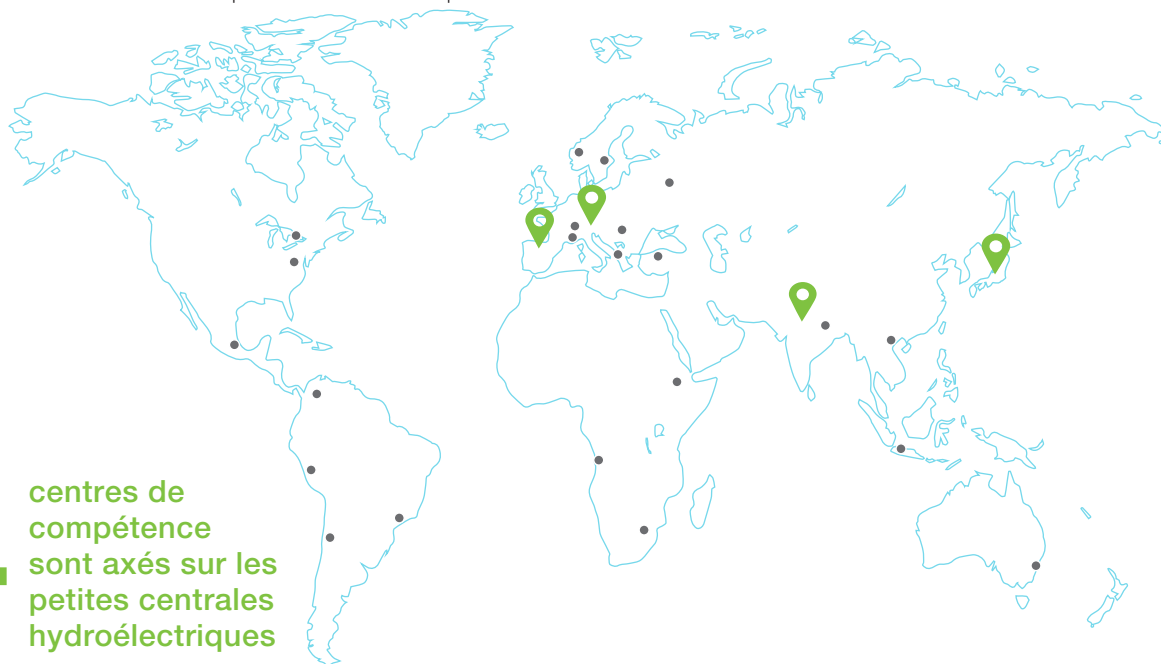 centres de
compétence
sont axés sur les
petites centrales
hydroélectriques